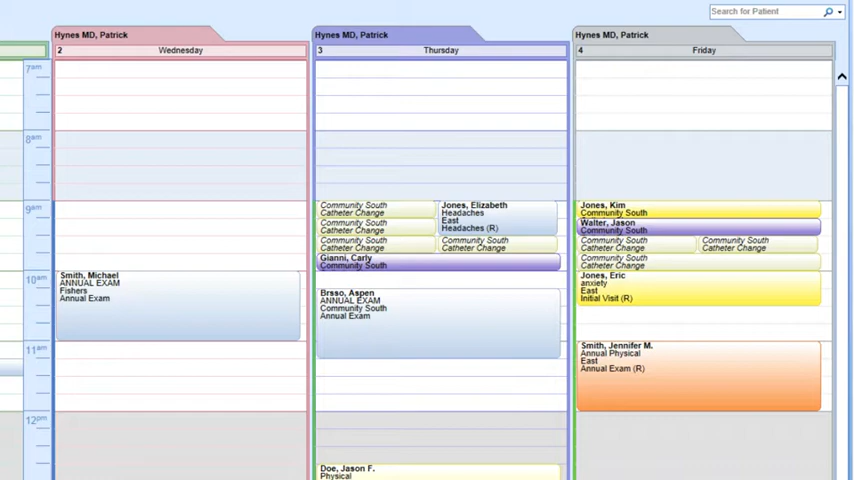 Search for Patient
Hynes MD, Patrick
2 Wednesday
Hynes MD, Patrick
3 Thursday
Hynes MD, Patrick
4 Friday
7am
8am
9am
10am
11am
12pm
Smith, Michael
ANNUAL EXAM
Fishers
Annual Exam
Community South
Catheter Change
Community South
Catheter Change
Community South
Catheter Change
Jones, Elizabeth
Headaches
East
Headaches (R)
Community South
Catheter Change
Gianni, Carly
Community South
Brsso, Aspen
ANNUAL EXAM
Community South
Annual Exam
Doe, Jason F.
Physical
Jones, Kim
Community South
Walter, Jason
Community South
Community South
Catheter Change
Community South
Catheter Change
Community South
Catheter Change
Jones, Eric
anxiety
East
Initial Visit (R)
Smith, Jennifer M.
Annual Physical
East
Annual Exam (R)